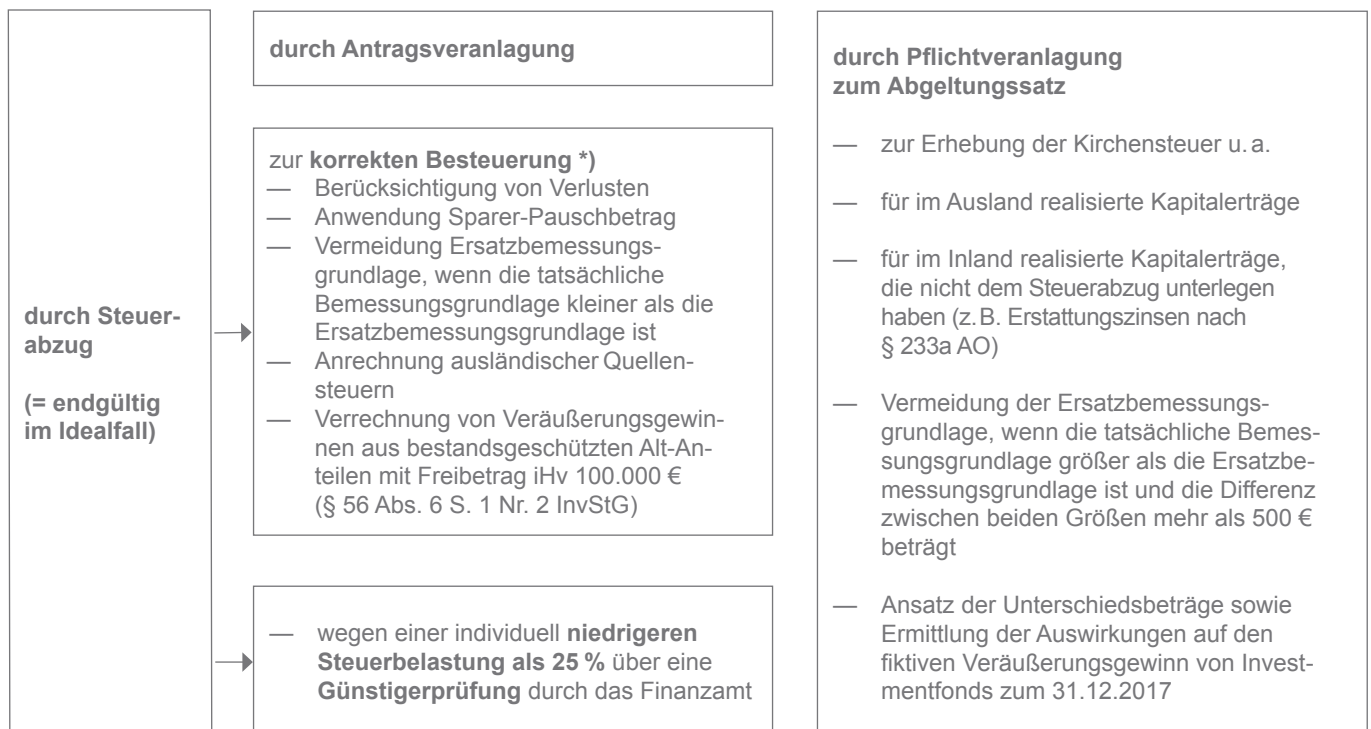 durch Steuer-
abzug
(= endgültig
im Idealfall)
durch Antragsveranlagung
zur korrekten Besteuerung *)
— Berücksichtigung von Verlusten
— Anwendung Sparer-Pauschbetrag
— Vermeidung Ersatzbemessungs-
grundlage, wenn die tatsächliche
Bemessungsgrundlage kleiner als die
Ersatzbemessungsgrundlage ist
— Anrechnung ausländischer Quellen-
steuern
— Verrechnung von Veräußerungsgewin-
nen aus bestandsgeschützten Alt-An-
teilen mit Freibetrag iHv 100.000 €
(§ 56 Abs. 6 S. 1 Nr. 2 InvStG)
— wegen einer individuell niedrigeren
Steuerbelastung als 25 % über eine
Günstigerprüfung durch das Finanzamt
durch Pflichtveranlagung
zum Abgeltungssatz
— zur Erhebung der Kirchensteuer u. a.
— für im Ausland realisierte Kapitalerträge
— für im Inland realisierte Kapitalerträge,
die nicht dem Steuerabzug unterlegen
haben (z. B. Erstattungszinsen nach
§ 233a AO)
— Vermeidung der Ersatzbemessungs-
grundlage, wenn die tatsächliche Bemes-
sungsgrundlage größer als die Ersatzbe-
messungsgrundlage ist und die Differenz
zwischen beiden Größen mehr als 500 €
beträgt
— Ansatz der Unterschiedsbeträge sowie
Ermittlung der Auswirkungen auf den
fiktiven Veräußerungsgewinn von Invest-
mentfonds zum 31.12.2017